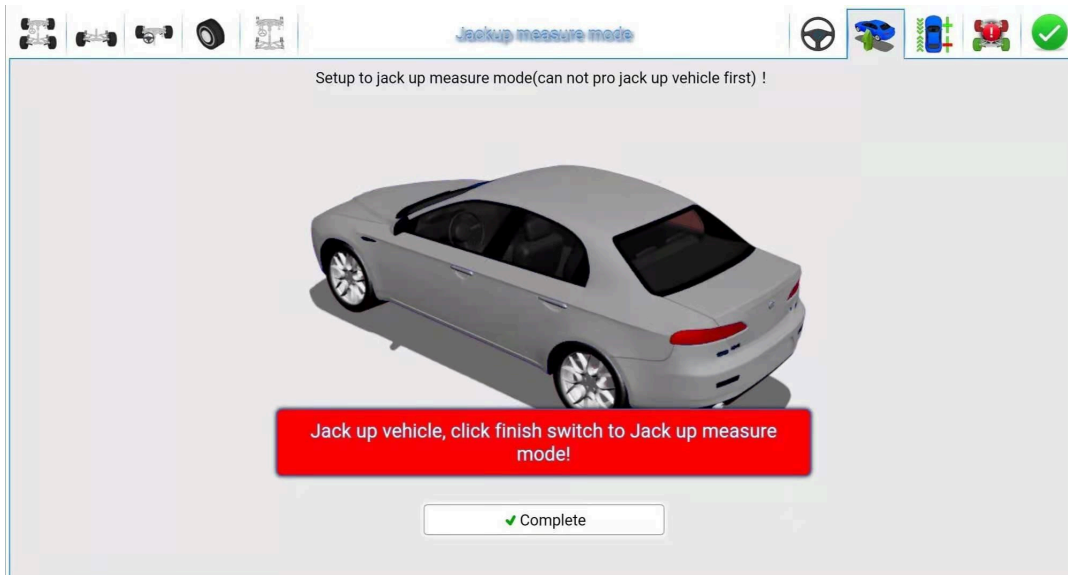 Jackup measure mode
Setup to jack up measure mode(can not pro jack up vehicle first) !
Jack up vehicle, click finish switch to Jack up measure
mode!
Complete